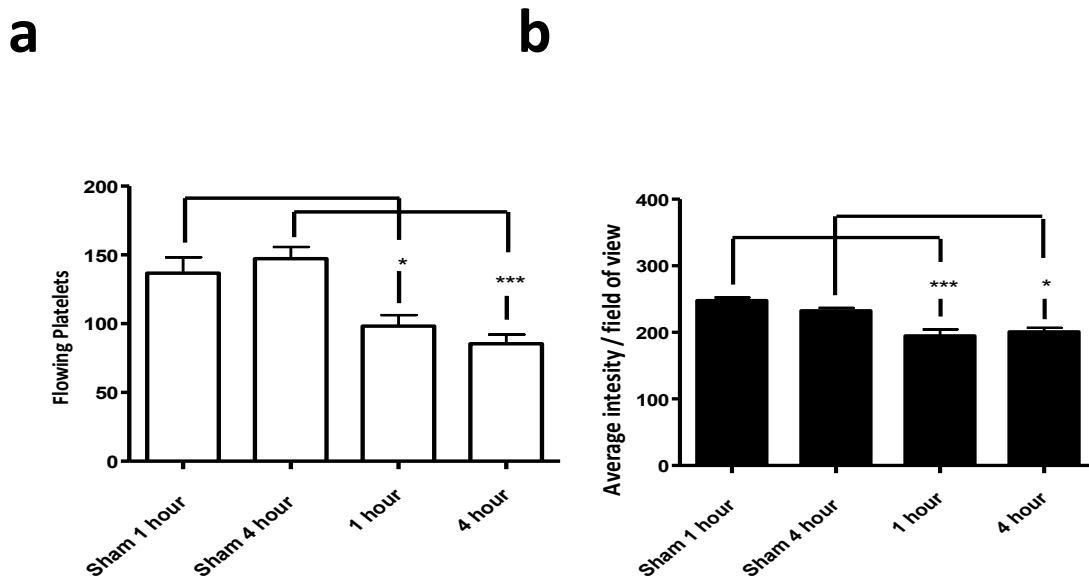 a
b
200
150
100
50
0
Flowing Platelets
*
***
Sham 1 hour
Sham 4 hour
1 hour
4 hour
400
300
200
100
0
Average intesity / field of view
***
*
Sham 1 hour
Sham 4 hour
1 hour
4 hour